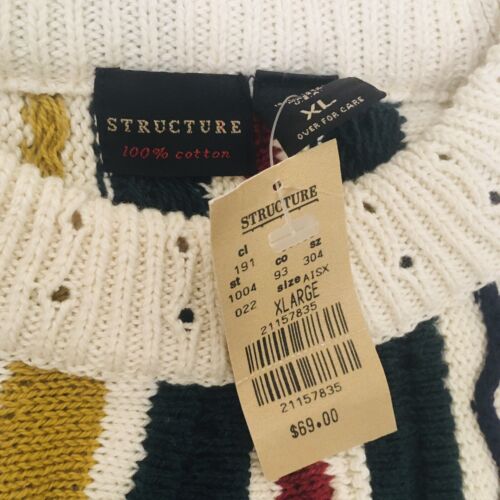 STRUCTURE
100% cotton
XL
OVER FOR CARE
STRUCTURE
cl co sz
191 93 304
st
1004 AISX
022 size
XLARGE
21157835
21157835
$69.00